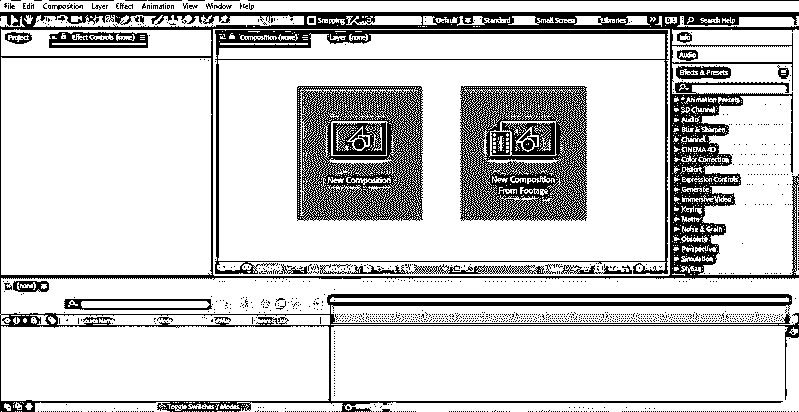 File Edit Composition Layer Effect Animation View Window Help
Snapping
Default
Standard
Small Screen
Libraries
Search Help
Project
Effect Controls (none)
Composition (none)
Layer (none)
Info
Audio
Effects & Presets
* Animation Presets
3D Channel
Audio
Blur & Sharpen
Channel
CINEMA 4D
Color Correction
Distort
Expression Controls
Generate
Immersive Video
Keying
Matte
Noise & Grain
Obsolete
Perspective
Simulation
Stylize
New Composition
New Composition
From Footage
(none)
Toggle Switches / Modes